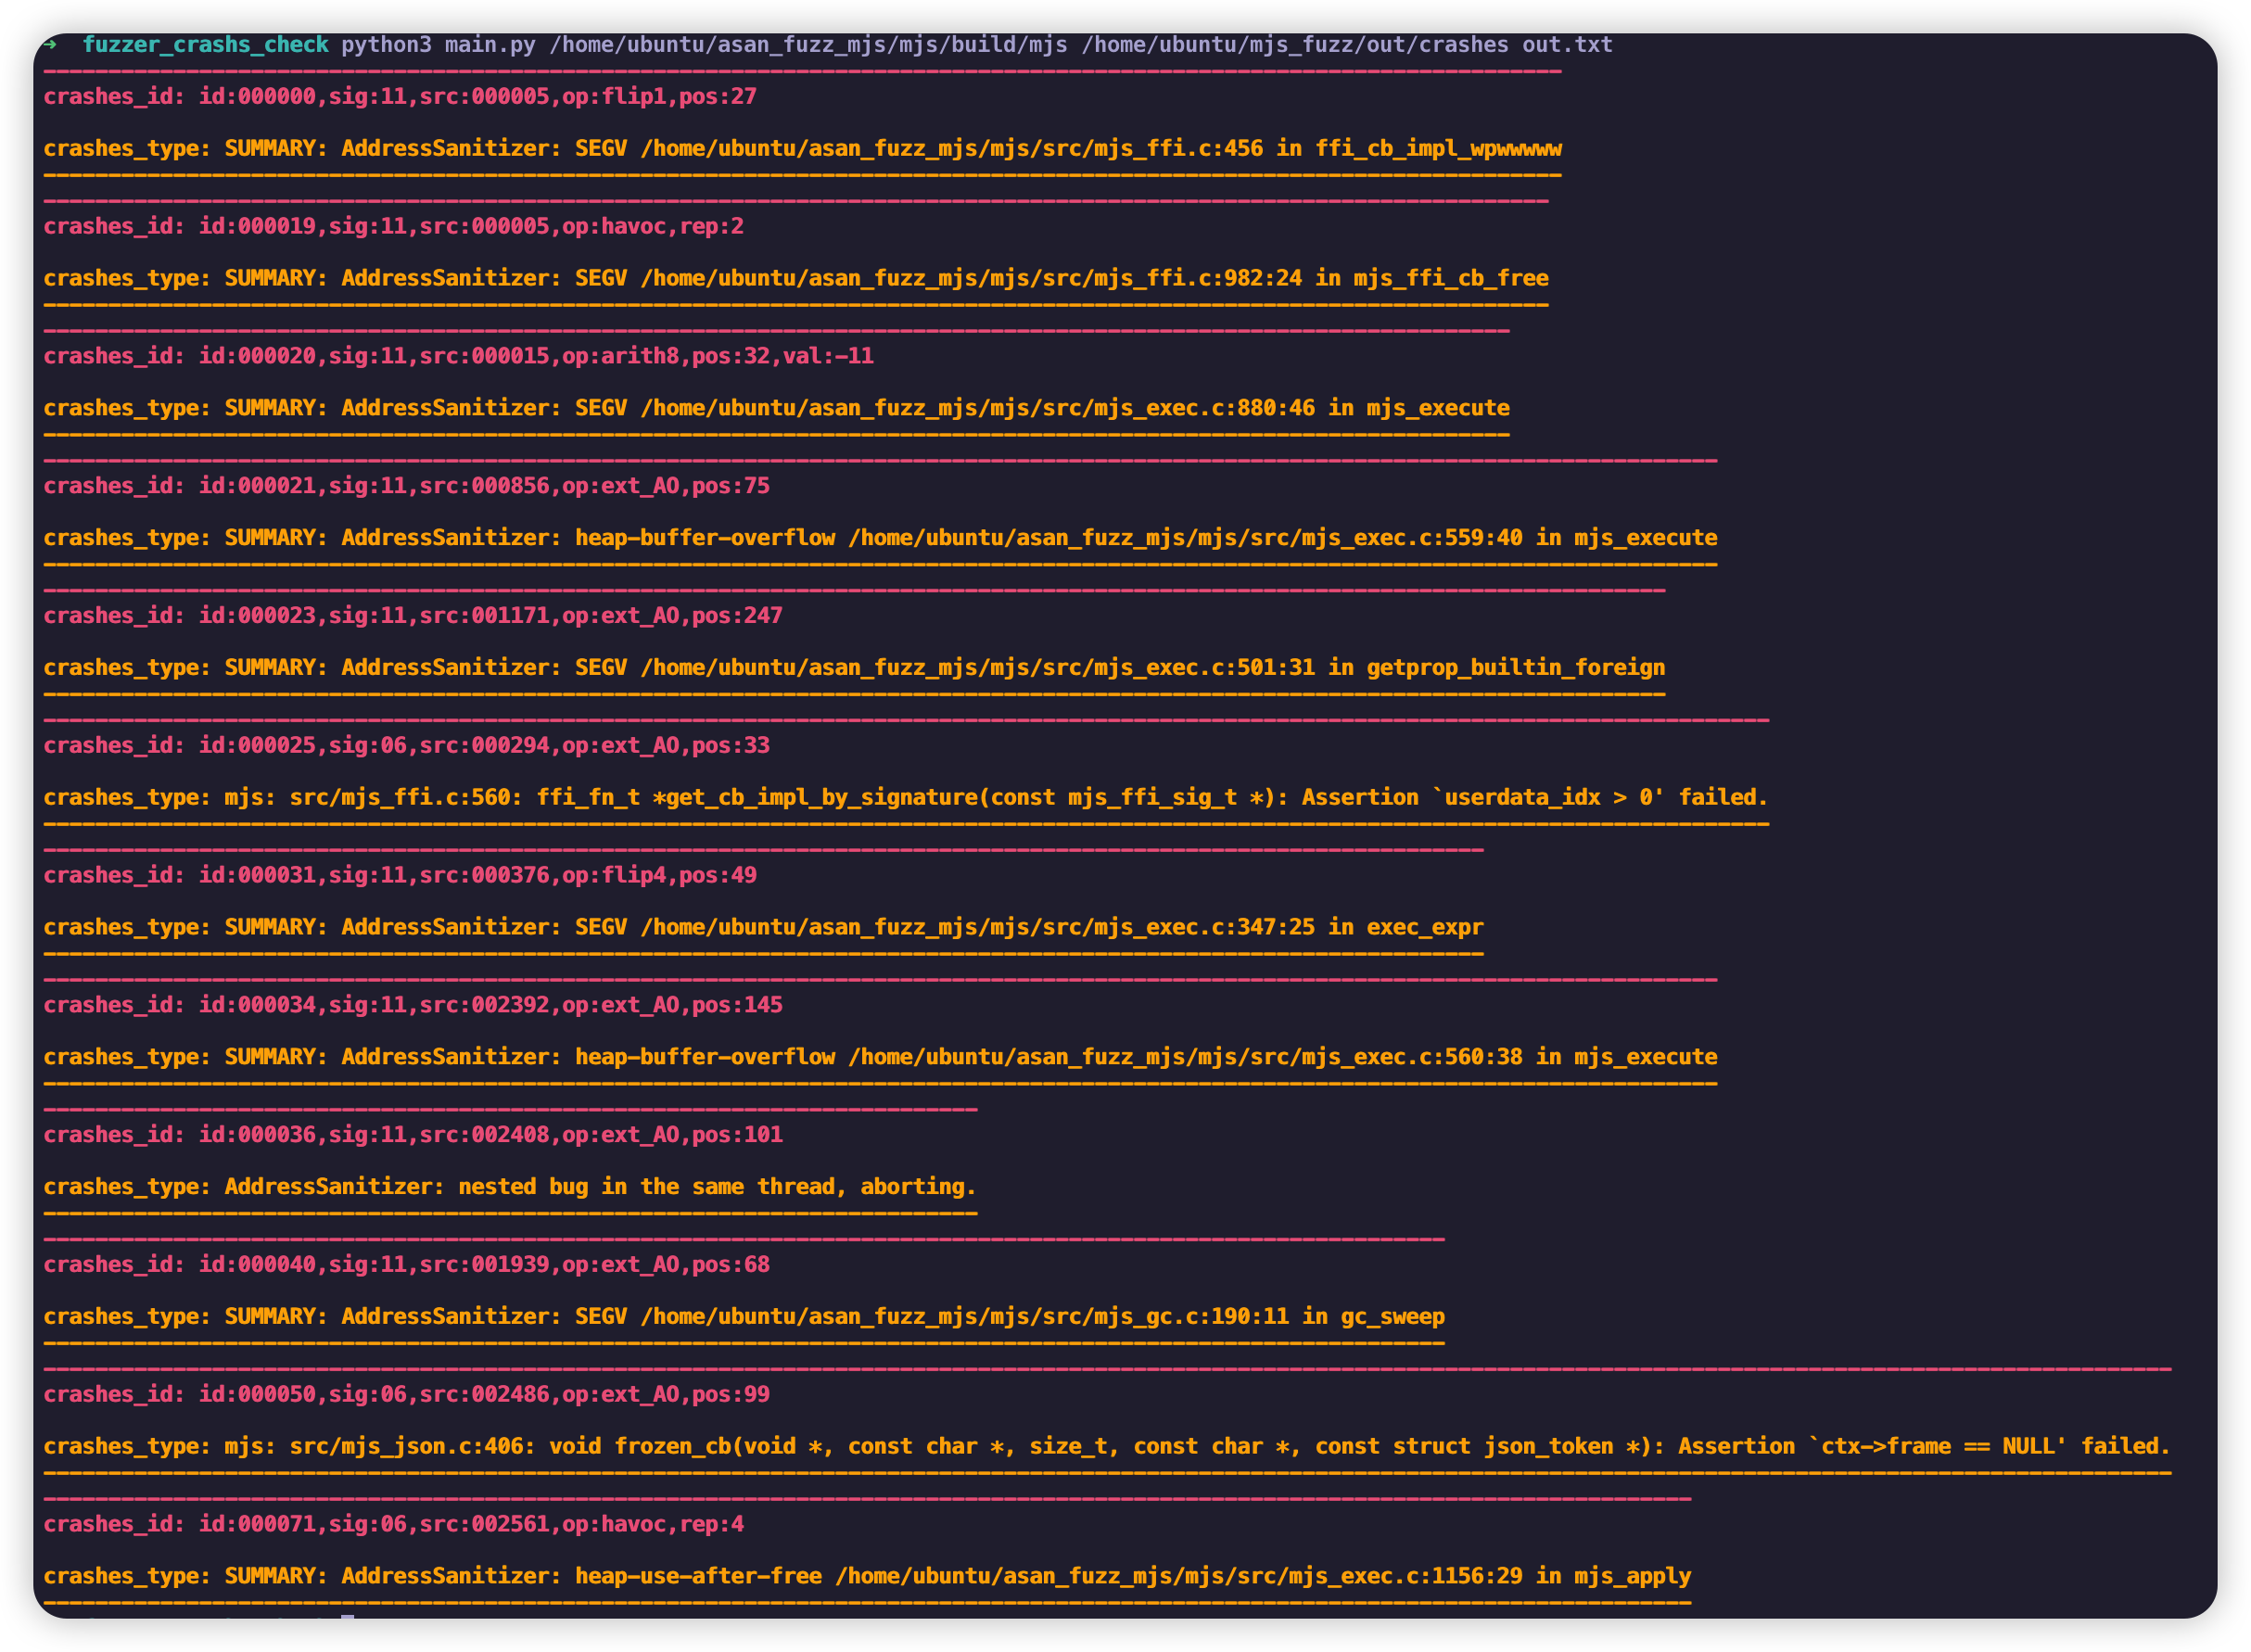 ➜ fuzzer_crashs_check python3 main.py /home/ubuntu/asan_fuzz_mjs/mjs/build/mjs /home/ubuntu/mjs_fuzz/out/crashes out.txt
crashes_id: id:000000,sig:11,src:000005,op:flip1,pos:27
crashes_type: SUMMARY: AddressSanitizer: SEGV /home/ubuntu/asan_fuzz_mjs/mjs/src/mjs_ffi.c:456 in ffi_cb_impl_wpwwwww
crashes_id: id:000019,sig:11,src:000005,op:havoc,rep:2
crashes_type: SUMMARY: AddressSanitizer: SEGV /home/ubuntu/asan_fuzz_mjs/mjs/src/mjs_ffi.c:982:24 in mjs_ffi_cb_free
crashes_id: id:000020,sig:11,src:000015,op:arith8,pos:32,val:-11
crashes_type: SUMMARY: AddressSanitizer: SEGV /home/ubuntu/asan_fuzz_mjs/mjs/src/mjs_exec.c:880:46 in mjs_execute
crashes_id: id:000021,sig:11,src:000856,op:ext_AO,pos:75
crashes_type: SUMMARY: AddressSanitizer: heap-buffer-overflow /home/ubuntu/asan_fuzz_mjs/mjs/src/mjs_exec.c:559:40 in mjs_execute
crashes_id: id:000023,sig:11,src:001171,op:ext_AO,pos:247
crashes_type: SUMMARY: AddressSanitizer: SEGV /home/ubuntu/asan_fuzz_mjs/mjs/src/mjs_exec.c:501:31 in getprop_builtin_foreign
crashes_id: id:000025,sig:06,src:000294,op:ext_AO,pos:33
crashes_type: mjs: src/mjs_ffi.c:560: ffi_fn_t *get_cb_impl_by_signature(const mjs_ffi_sig_t *): Assertion `userdata_idx > 0' failed.
crashes_id: id:000031,sig:11,src:000376,op:flip4,pos:49
crashes_type: SUMMARY: AddressSanitizer: SEGV /home/ubuntu/asan_fuzz_mjs/mjs/src/mjs_exec.c:347:25 in exec_expr
crashes_id: id:000034,sig:11,src:002392,op:ext_AO,pos:145
crashes_type: SUMMARY: AddressSanitizer: heap-buffer-overflow /home/ubuntu/asan_fuzz_mjs/mjs/src/mjs_exec.c:560:38 in mjs_execute
crashes_id: id:000036,sig:11,src:002408,op:ext_AO,pos:101
crashes_type: AddressSanitizer: nested bug in the same thread, aborting.
crashes_id: id:000040,sig:11,src:001939,op:ext_AO,pos:68
crashes_type: SUMMARY: AddressSanitizer: SEGV /home/ubuntu/asan_fuzz_mjs/mjs/src/mjs_gc.c:190:11 in gc_sweep
crashes_id: id:000050,sig:06,src:002486,op:ext_AO,pos:99
crashes_type: mjs: src/mjs_json.c:406: void frozen_cb(void *, const char *, size_t, const char *, const struct json_token *): Assertion `ctx->frame == NULL' failed.
crashes_id: id:000071,sig:06,src:002561,op:havoc,rep:4
crashes_type: SUMMARY: AddressSanitizer: heap-use-after-free /home/ubuntu/asan_fuzz_mjs/mjs/src/mjs_exec.c:1156:29 in mjs_apply